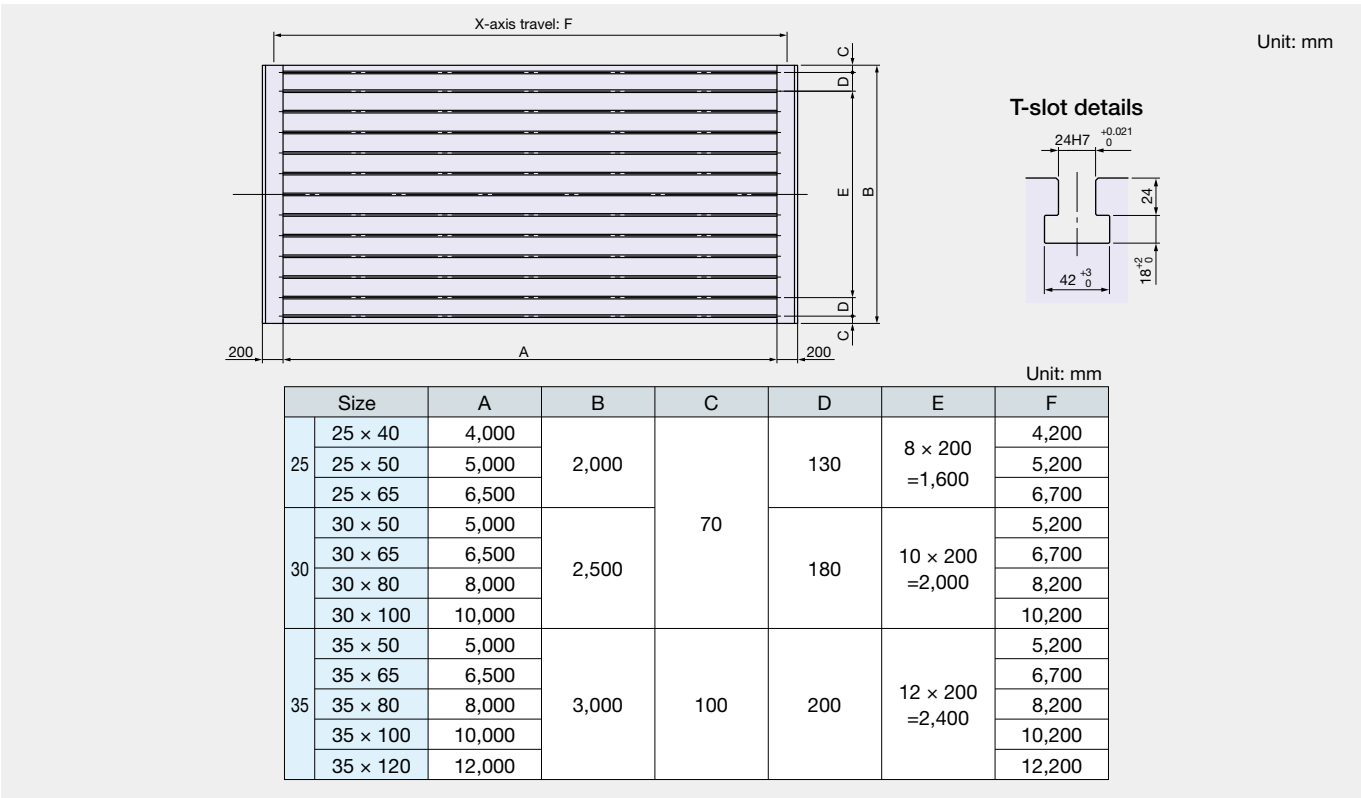 X-axis travel: F
Unit: mm
C
D
E
B
D
C
200
A
200
T-slot details
24H7 +0.021 0
24
18 +2 0
42 +3 0
Unit: mm
Size A B C D E F
25
25 × 40 4,000 4,200
25 × 50 5,000 5,200
25 × 65 6,500 6,700
2,000
130
8 × 200
=1,600
30
30 × 50 5,000 5,200
30 × 65 6,500 6,700
30 × 80 8,000 8,200
30 × 100 10,000 10,200
2,500
70
180
10 × 200
=2,000
35
35 × 50 5,000 5,200
35 × 65 6,500 6,700
35 × 80 8,000 8,200
35 × 100 10,000 10,200
35 × 120 12,000 12,200
3,000
100
200
12 × 200
=2,400